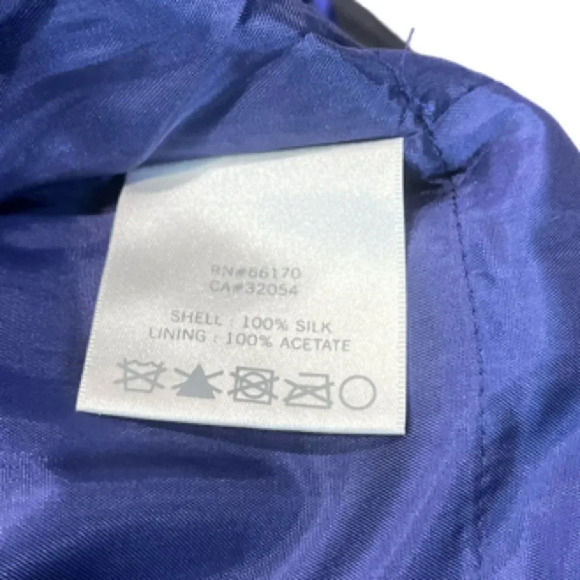 RN#66170
CA#32054
SHELL : 100% SILK
LINING : 100% ACETATE